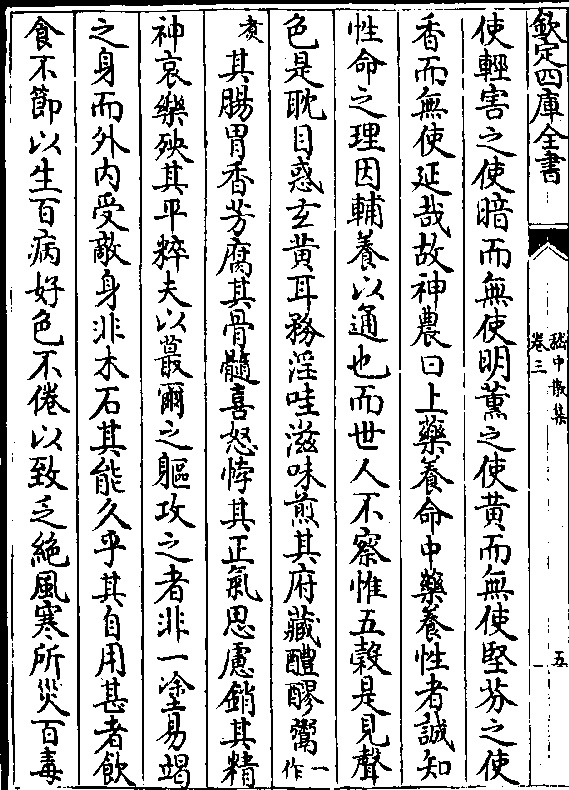 欽定四庫全書
嵇中散集
卷三
五
使輕害之使暗而無使明薰之使黄而無使堅芬之使
香而無使延哉故神農曰上藥養命中藥養性者誠知
性命之理因輔養以通也而世人不察惟五穀是見聲
色是耽目惑𤣥黄耳務淫哇滋味煎其府藏醴醪鬻一作
煑其腸胃香芳腐其骨髓喜怒悖其正氣思慮銷其精
神哀樂殃其平粹夫以蕞爾之軀攻之者非一塗易竭
之身而外内受敵身非木石其能久乎其自用甚者飲
食不節以生百病好色不倦以致乏絶風寒所災百毒